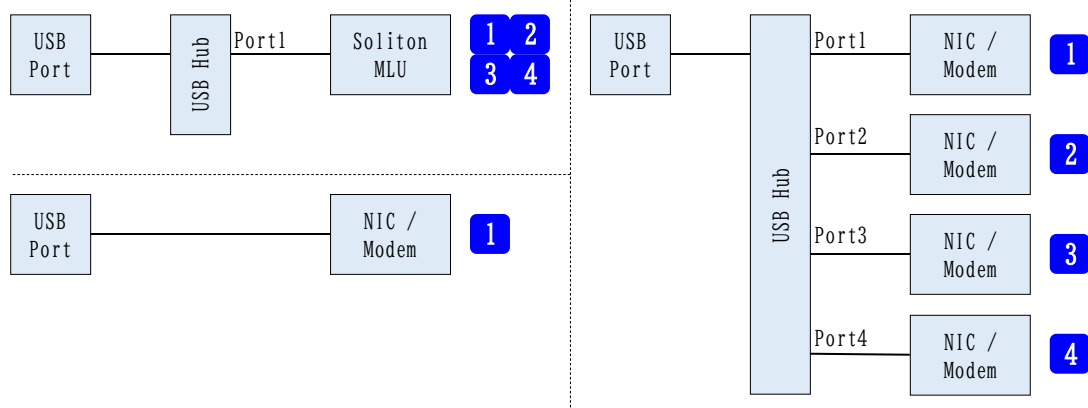 USB
Port
USB Hub
Port1
Soliton
MLU
1 2
3 4
USB
Port
NIC /
Modem
1
USB
Port
USB Hub
Port1
NIC /
Modem
1
Port2
NIC /
Modem
2
Port3
NIC /
Modem
3
Port4
NIC /
Modem
4